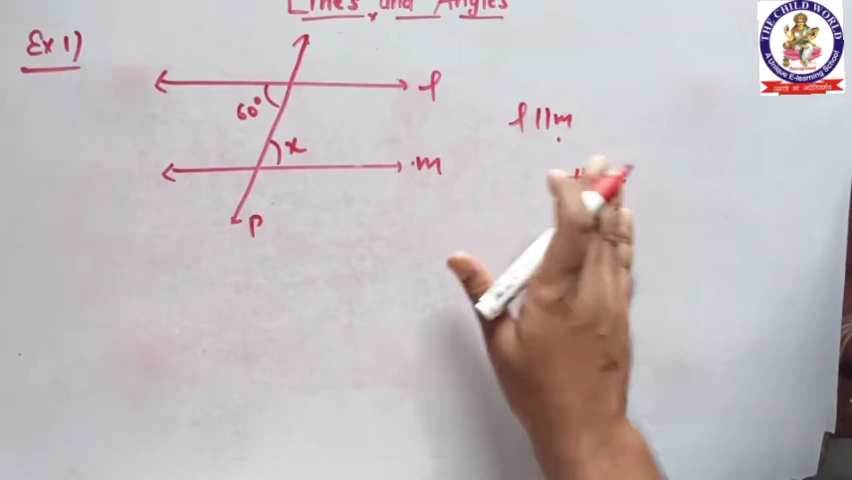 Lines and Angles
Ex 1)
l
60°
x
m
p
l || m
THE CHILD WORLD
A Unique E-learning School